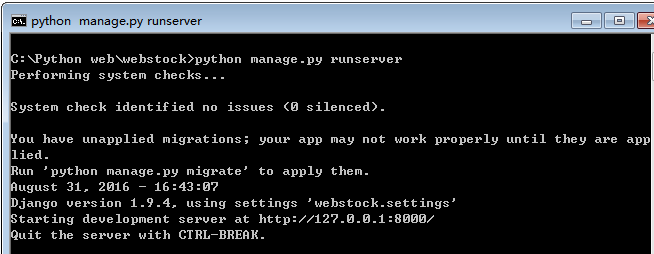 python manage.py runserver
C:\Python web\webstock>python manage.py runserver
Performing system checks...
System check identified no issues (0 silenced).
You have unapplied migrations; your app may not work properly until they are app
lied.
Run 'python manage.py migrate' to apply them.
August 31, 2016 - 16:43:07
Django version 1.9.4, using settings 'webstock.settings'
Starting development server at http://127.0.0.1:8000/
Quit the server with CTRL-BREAK.